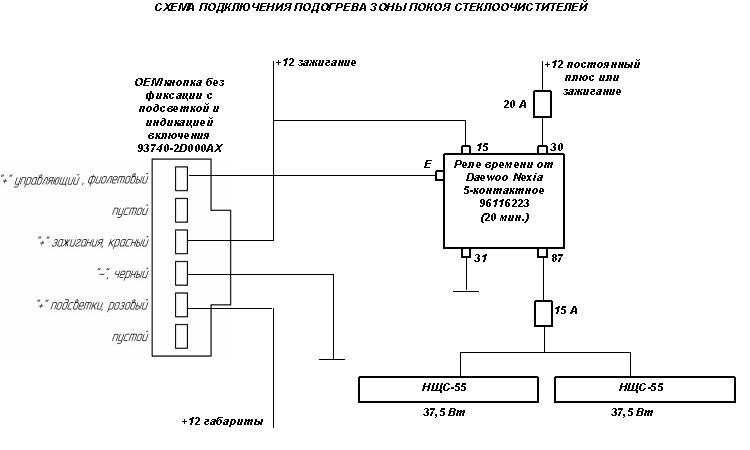 СХЕМА ПОДКЛЮЧЕНИЯ ПОДОГРЕВА ЗОНЫ ПОКОЯ СТЕКЛООЧИСТИТЕЛЕЙ
+12 зажигание
+12 постоянный
плюс или
зажигание
20 А
OEM кнопка без
фиксации с
подсветкой и
индикацией
включения
93740-2D000AX
15
30
E
Реле времени от
Daewoo Nexia
5-контактное
96116223
(20 мин.)
31
87
"+" управляющий , фиолетовый
пустой
"+" зажигания, красный
"-", черный
"+" подсветки, розовый
пустой
15 А
НЩС-55
НЩС-55
37,5 Вт
37,5 Вт
+12 габариты